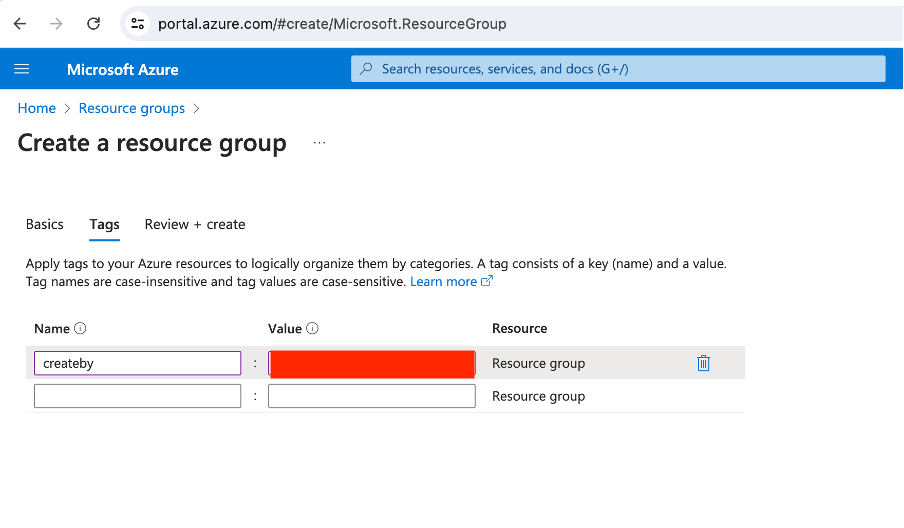 portal.azure.com/#create/Microsoft.ResourceGroup
Microsoft Azure
Search resources, services, and docs (G+/)
Home > Resource groups >
Create a resource group ...
Basics Tags Review + create
Apply tags to your Azure resources to logically organize them by categories. A tag consists of a key (name) and a value.
Tag names are case-insensitive and tag values are case-sensitive. Learn more
Name Value Resource
createby : Resource group
: Resource group